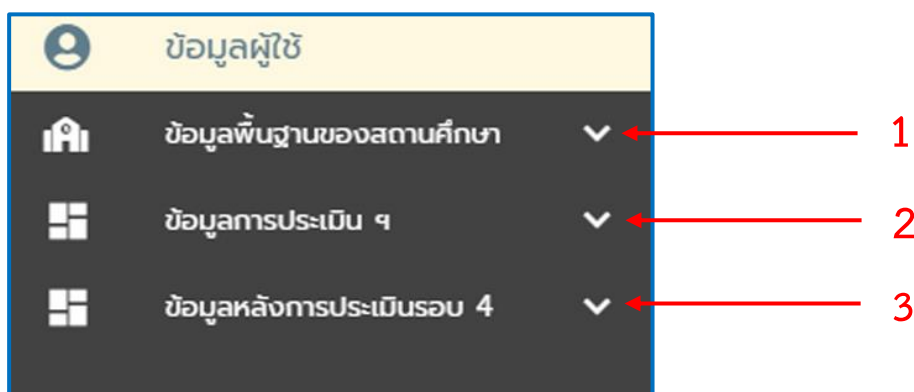 ข้อมูลผู้ใช้
ข้อมูลพื้นฐานของสถานศึกษา 1
ข้อมูลการประเมิน ฯ 2
ข้อมูลหลังการประเมินรอบ 4 3